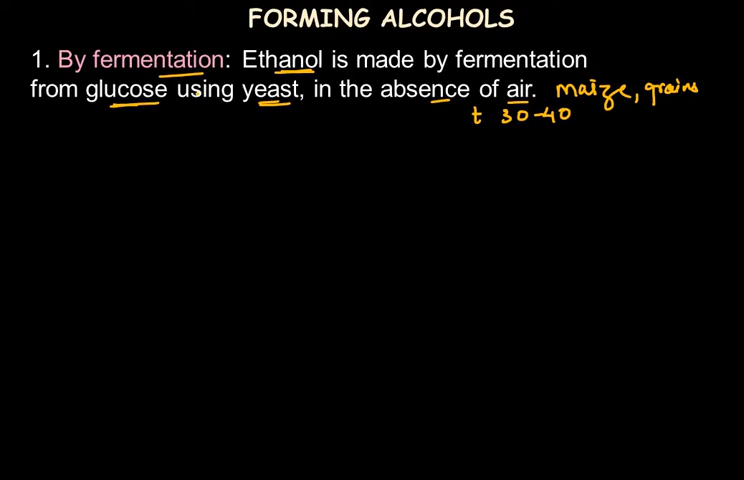 FORMING ALCOHOLS
1. By fermentation: Ethanol is made by fermentation
from glucose using yeast, in the absence of air. maize, grains
t 30-40